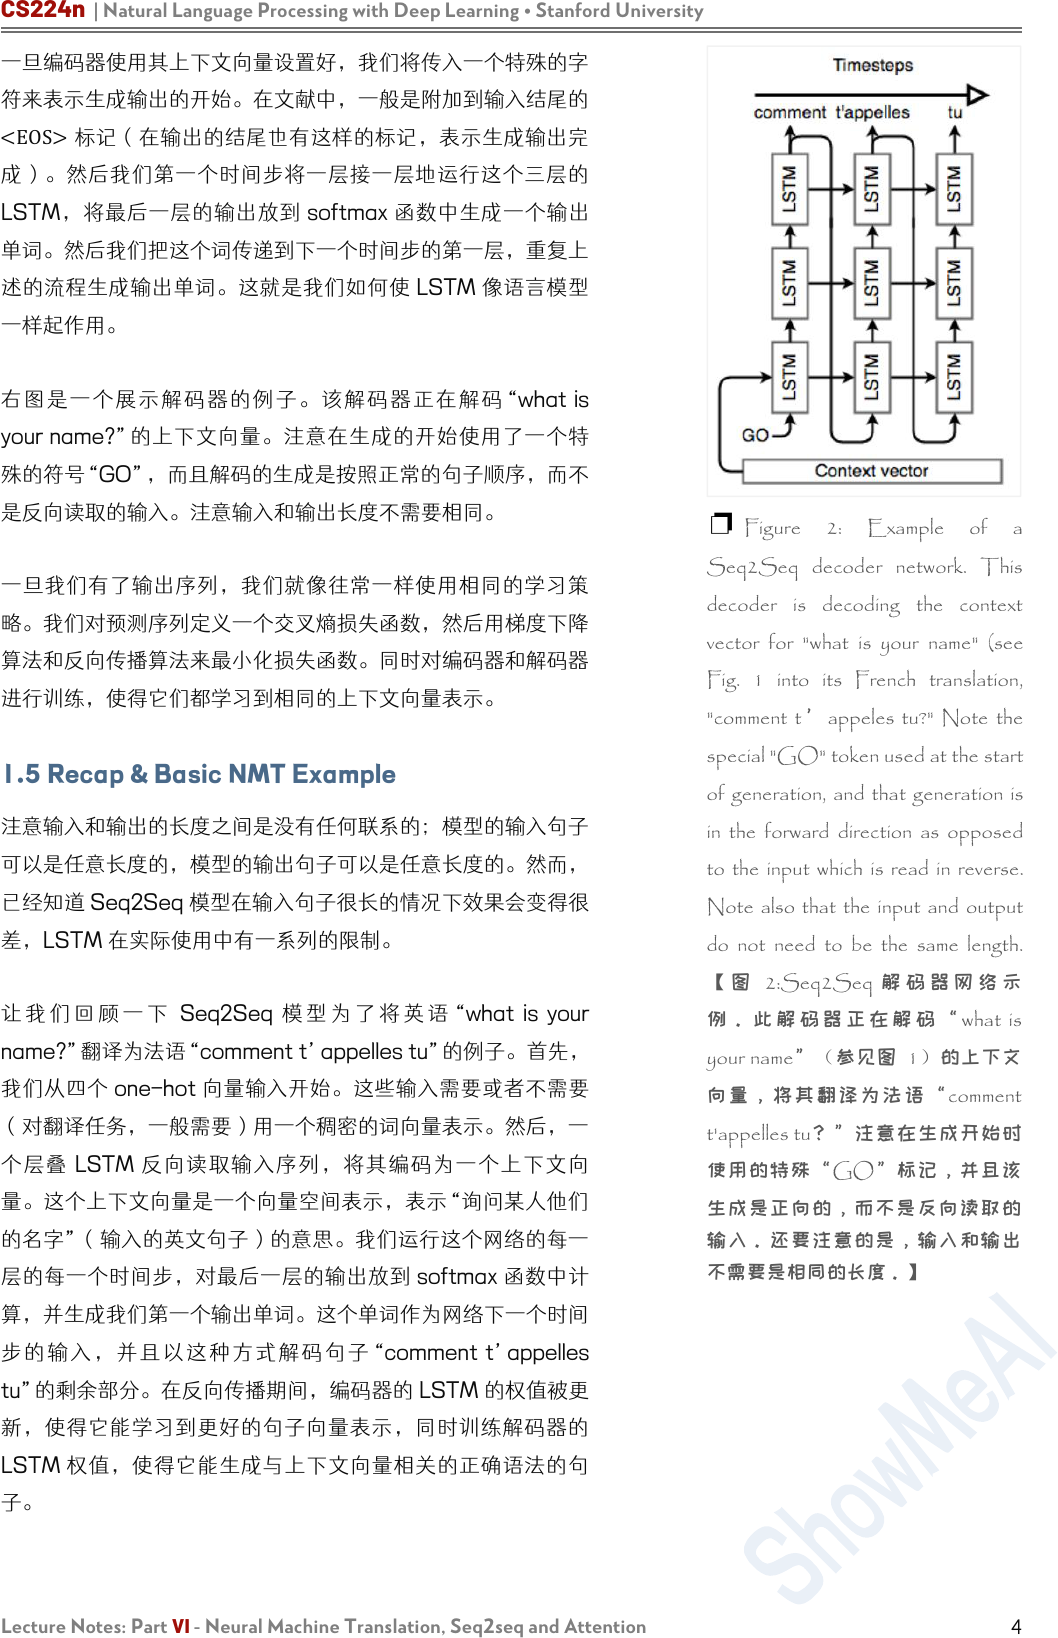 CS224n | Natural Language Processing with Deep Learning • Stanford University
一旦编码器使用其上下文向量设置好，我们将传入一个特殊的字
符来表示生成输出的开始。在文献中，一般是附加到输入结尾的
<EOS> 标记（在输出的结尾也有这样的标记，表示生成输出完
成）。然后我们第一个时间步将一层接一层地运行这个三层的
LSTM，将最后一层的输出放到 softmax 函数中生成一个输出
单词。然后我们把这个词传递到下一个时间步的第一层，重复上
述的流程生成输出单词。这就是我们如何使 LSTM 像语言模型
一样起作用。
右图是一个展示解码器的例子。该解码器正在解码 “what is
your name?” 的上下文向量。注意在生成的开始使用了一个特
殊的符号 “GO” ，而且解码的生成是按照正常的句子顺序，而不
是反向读取的输入。注意输入和输出长度不需要相同。
一旦我们有了输出序列，我们就像往常一样使用相同的学习策
略。我们对预测序列定义一个交叉熵损失函数，然后用梯度下降
算法和反向传播算法来最小化损失函数。同时对编码器和解码器
进行训练，使得它们都学习到相同的上下文向量表示。
1.5 Recap & Basic NMT Example
注意输入和输出的长度之间是没有任何联系的；模型的输入句子
可以是任意长度的，模型的输出句子可以是任意长度的。然而，
已经知道 Seq2Seq 模型在输入句子很长的情况下效果会变得很
差，LSTM 在实际使用中有一系列的限制。
让我们回顾一下 Seq2Seq 模型为了将英语 “what is your
name?” 翻译为法语 “comment t’ appelles tu” 的例子。首先，
我们从四个 one-hot 向量输入开始。这些输入需要或者不需要
（对翻译任务，一般需要）用一个稠密的词向量表示。然后，一
个层叠 LSTM 反向读取输入序列，将其编码为一个上下文向
量。这个上下文向量是一个向量空间表示，表示 “询问某人他们
的名字” （输入的英文句子）的意思。我们运行这个网络的每一
层的每一个时间步，对最后一层的输出放到 softmax 函数中计
算，并生成我们第一个输出单词。这个单词作为网络下一个时间
步的输入，并且以这种方式解码句子 “comment t’ appelles
tu” 的剩余部分。在反向传播期间，编码器的 LSTM 的权值被更
新，使得它能学习到更好的句子向量表示，同时训练解码器的
LSTM 权值，使得它能生成与上下文向量相关的正确语法的句
子。
Timesteps
comment t'appelles tu
LSTM LSTM LSTM
LSTM LSTM LSTM
LSTM LSTM LSTM
GO
Context vector
❐ Figure 2: Example of a
Seq2Seq decoder network. This
decoder is decoding the context
vector for "what is your name" (see
Fig. 1 into its French translation,
"comment t’ appeles tu?" Note the
special "GO" token used at the start
of generation, and that generation is
in the forward direction as opposed
to the input which is read in reverse.
Note also that the input and output
do not need to be the same length.
【图 2:Seq2Seq 解码器网络示
例．此解码器正在解码 “what is
your name” （参见图 1）的上下文
向量，将其翻译为法语 “comment
t'appelles tu？” 注意在生成开始时
使用的特殊 “GO” 标记，并且该
生成是正向的，而不是反向读取的
输入．还要注意的是，输入和输出
不需要是相同的长度．】
ShowMeAI
Lecture Notes: Part VI - Neural Machine Translation, Seq2seq and Attention 4